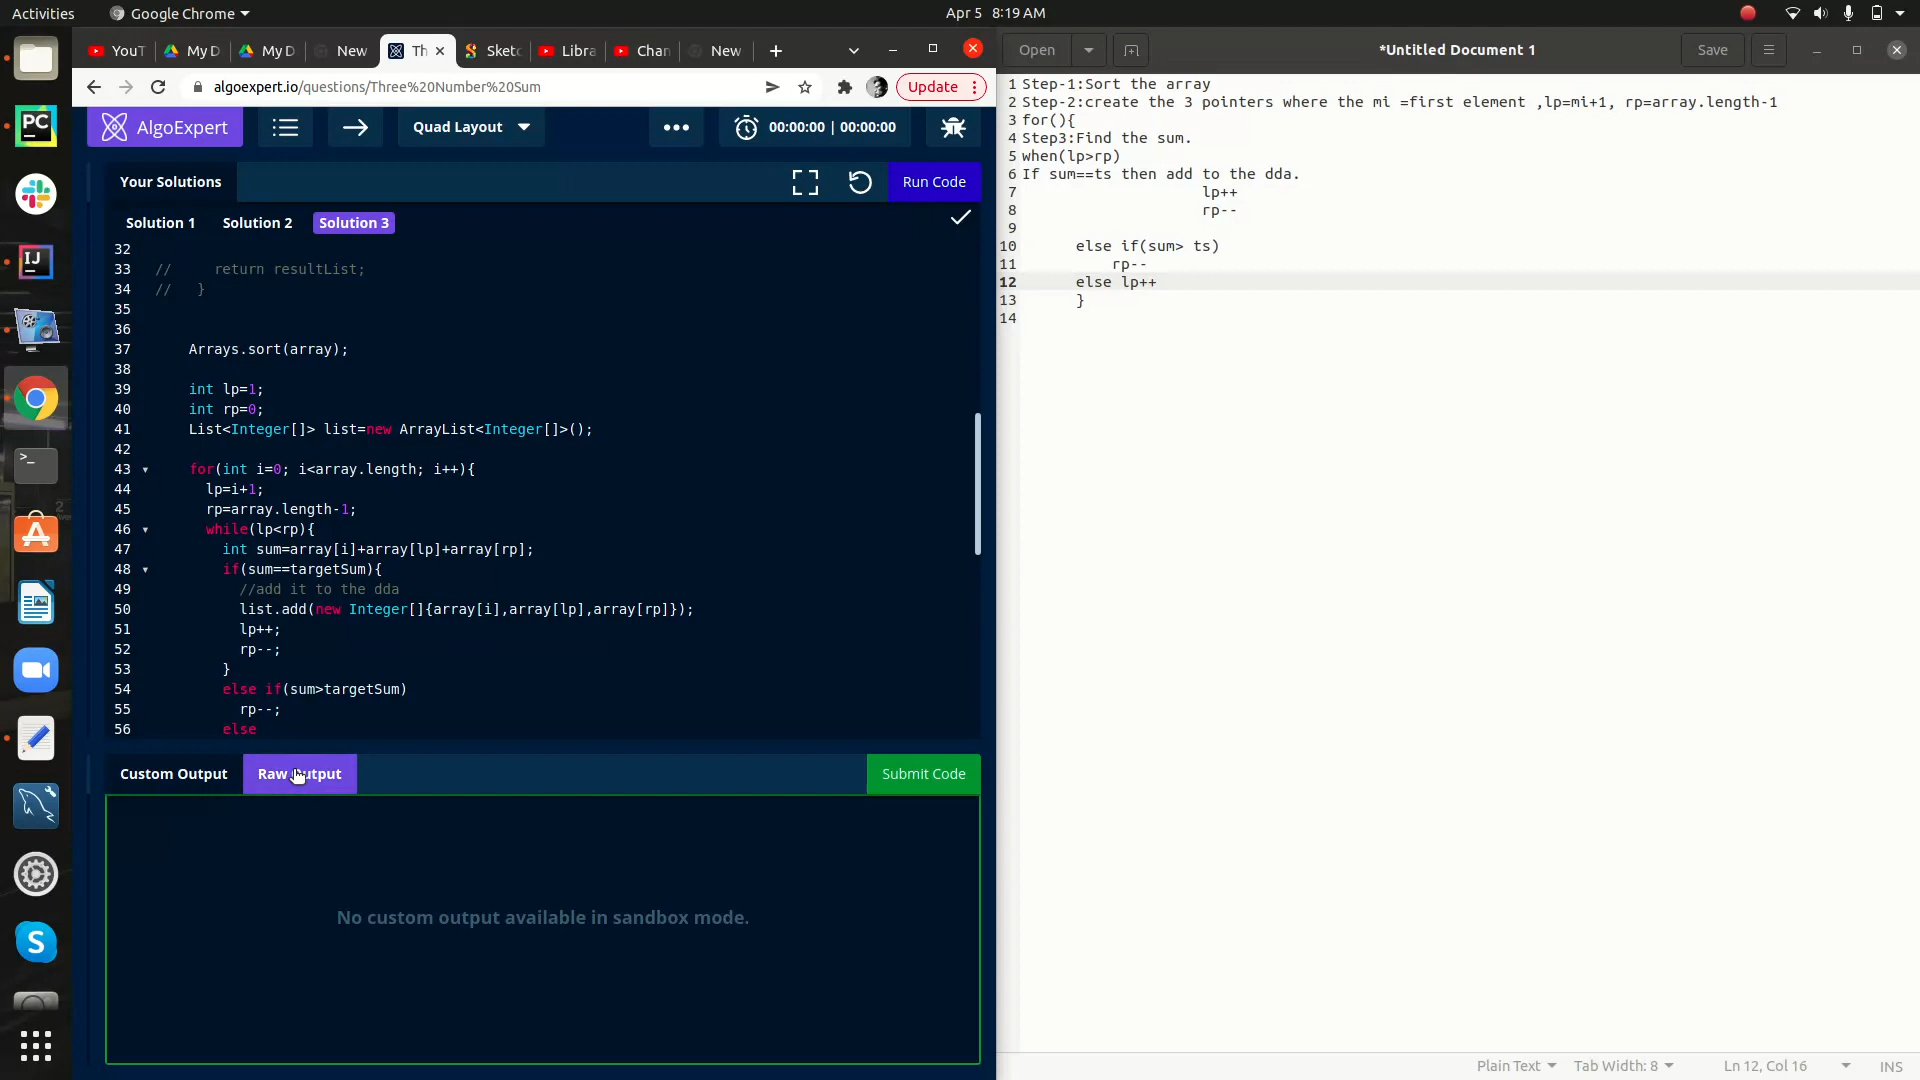 Activities
Google Chrome
Apr 5 8:19 AM
YouT
My D
My D
New
Th
Sketc
Libra
Chan
New
algoexpert.io/questions/Three%20Number%20Sum
Update
AlgoExpert
Quad Layout
00:00:00 | 00:00:00
Your Solutions
Run Code
Solution 1
Solution 2
Solution 3
32
33 // return resultList;
34 // }
35
36
37 Arrays.sort(array);
38
39 int lp=1;
40 int rp=0;
41 List<Integer[]> list=new ArrayList<Integer[]>();
42
43 for(int i=0; i<array.length; i++){
44 lp=i+1;
45 rp=array.length-1;
46 while(lp<rp){
47 int sum=array[i]+array[lp]+array[rp];
48 if(sum==targetSum){
49 //add it to the dda
50 list.add(new Integer[]{array[i],array[lp],array[rp]});
51 lp++;
52 rp--;
53 }
54 else if(sum>targetSum)
55 rp--;
56 else
Custom Output
Raw Output
Submit Code
No custom output available in sandbox mode.
Open
*Untitled Document 1
Save
1 Step-1:Sort the array
2 Step-2:create the 3 pointers where the mi =first element ,lp=mi+1, rp=array.length-1
3 for(){
4 Step3:Find the sum.
5 when(lp>rp)
6 If sum==ts then add to the dda.
7 lp++
8 rp--
9
10 else if(sum> ts)
11 rp--
12 else lp++
13 }
14
Plain Text
Tab Width: 8
Ln 12, Col 16
INS
PC
IJ
>_
A
S